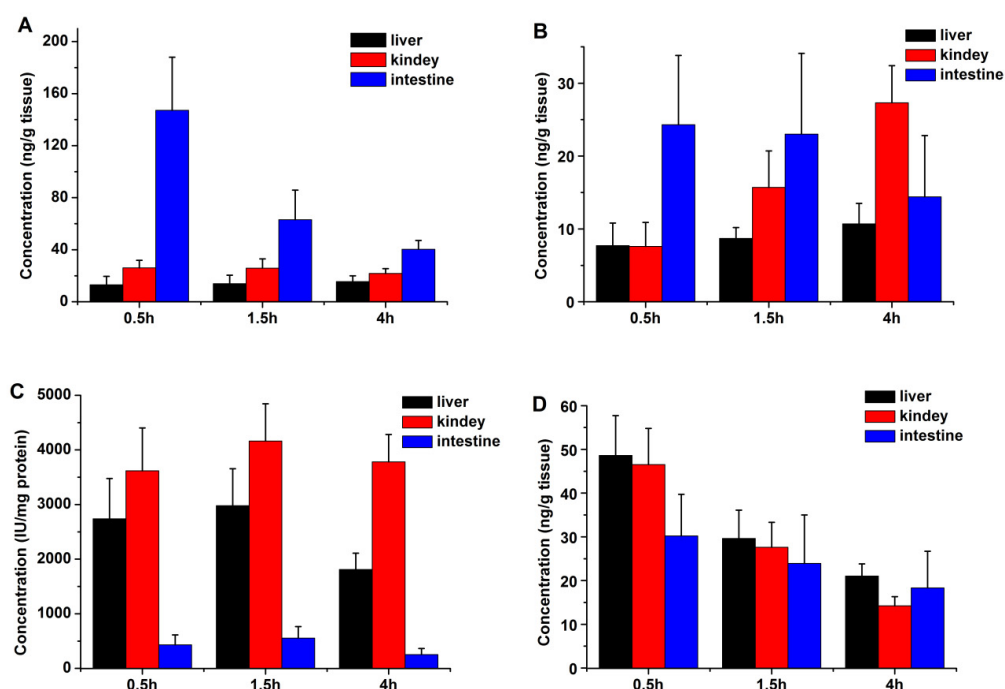 A
liver
kindey
intestine
Concentration (ng/g tissue)
200
160
120
80
40
0
0.5h 1.5h 4h
B
liver
kindey
intestine
Concentration (ng/g tissue)
30
20
10
0
0.5h 1.5h 4h
C
liver
kindey
intestine
Concentration (IU/mg protein)
5000
4000
3000
2000
1000
0
0.5h 1.5h 4h
D
liver
kindey
intestine
Concentration (ng/g tissue)
60
50
40
30
20
10
0
0.5h 1.5h 4h